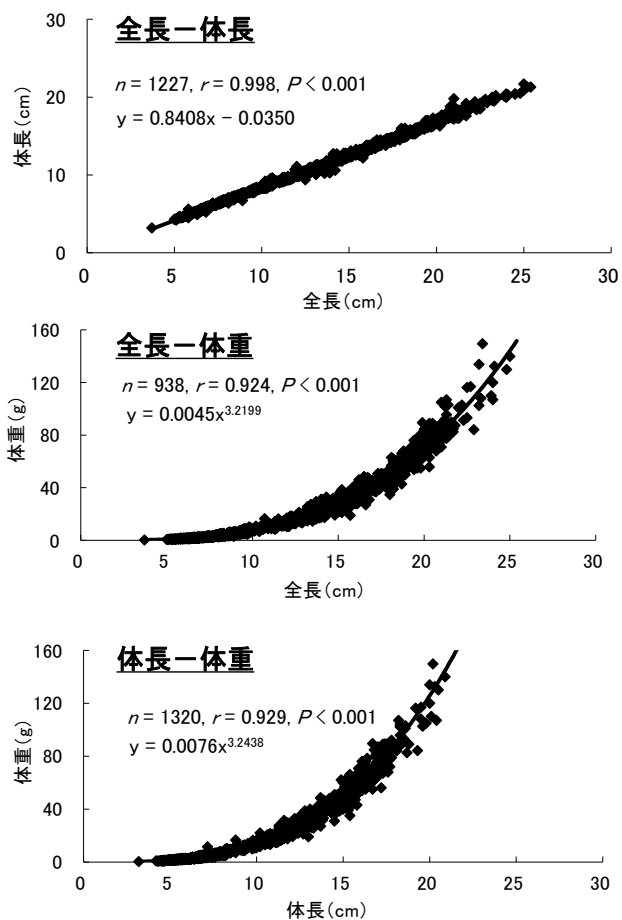 全長－体長
n = 1227, r = 0.998, P < 0.001
y = 0.8408x − 0.0350
体長(cm)
30
20
10
0
0 5 10 15 20 25 30
全長(cm)
全長－体重
n = 938, r = 0.924, P < 0.001
y = 0.0045x^3.2199
体重(g)
160
120
80
40
0
0 5 10 15 20 25 30
全長(cm)
体長－体重
n = 1320, r = 0.929, P < 0.001
y = 0.0076x^3.2438
体重(g)
160
120
80
40
0
0 5 10 15 20 25 30
体長(cm)